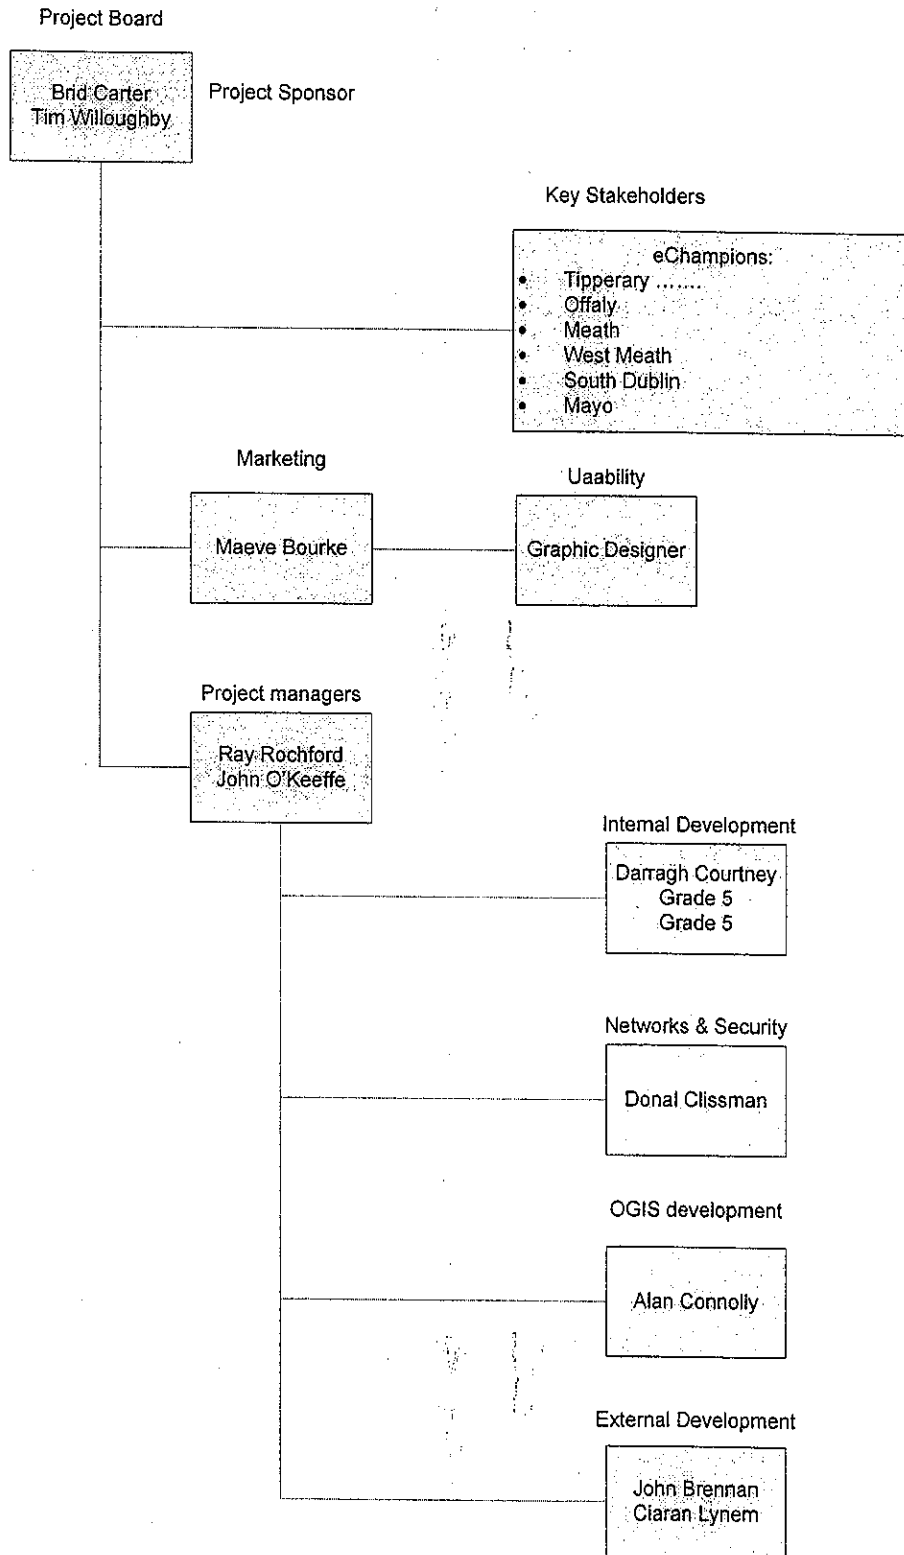 Project Board
Brid Carter
Tim Willoughby
Project Sponsor
Key Stakeholders
eChampions:
• Tipperary .......
• Offaly
• Meath
• West Meath
• South Dublin
• Mayo
Marketing
Maeve Bourke
Uaability
Graphic Designer
Project managers
Ray Rochford
John O'Keeffe
Internal Development
Darragh Courtney
Grade 5
Grade 5
Networks & Security
Donal Clissman
OGIS development
Alan Connolly
External Development
John Brennan
Ciaran Lynem